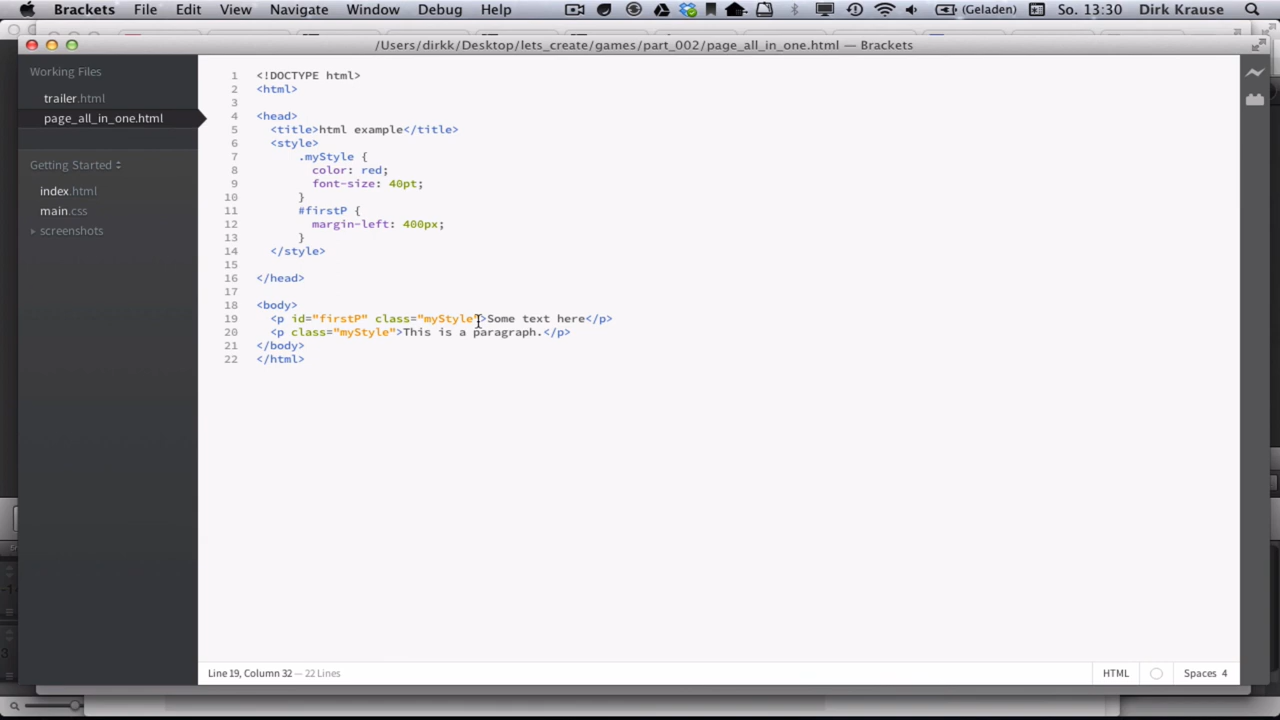 Brackets File Edit View Navigate Window Debug Help (Geladen) So. 13:30 Dirk Krause
/Users/dirkk/Desktop/lets_create/games/part_002/page_all_in_one.html — Brackets
Working Files
trailer.html
page_all_in_one.html
Getting Started
index.html
main.css
screenshots
1 <!DOCTYPE html>
2 <html>
3
4 <head>
5 <title>html example</title>
6 <style>
7 .myStyle {
8 color: red;
9 font-size: 40pt;
10 }
11 #firstP {
12 margin-left: 400px;
13 }
14 </style>
15
16 </head>
17
18 <body>
19 <p id="firstP" class="myStyle">Some text here</p>
20 <p class="myStyle">This is a paragraph.</p>
21 </body>
22 </html>
Line 19, Column 32 — 22 Lines HTML Spaces 4